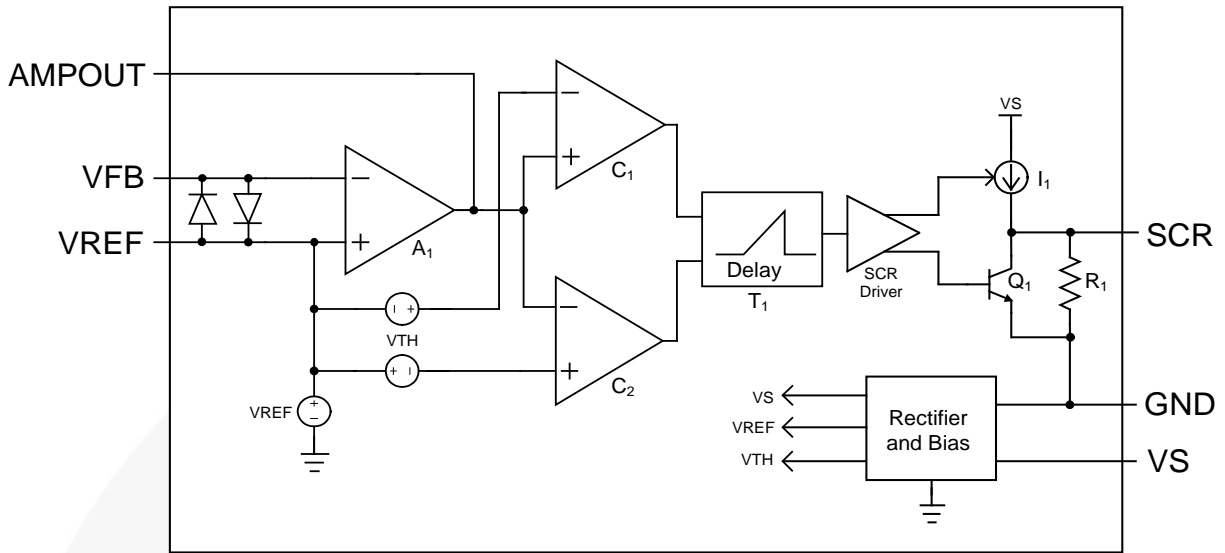 AMPOUT
VFB
VREF
− +
A₁
− +
C₁
− +
C₂
VTH
− +
+ −
VREF
+ −
Delay
T₁
SCR
Driver
VS
I₁
Q₁
R₁
SCR
GND
VS
VS
VREF
VTH
Rectifier
and Bias